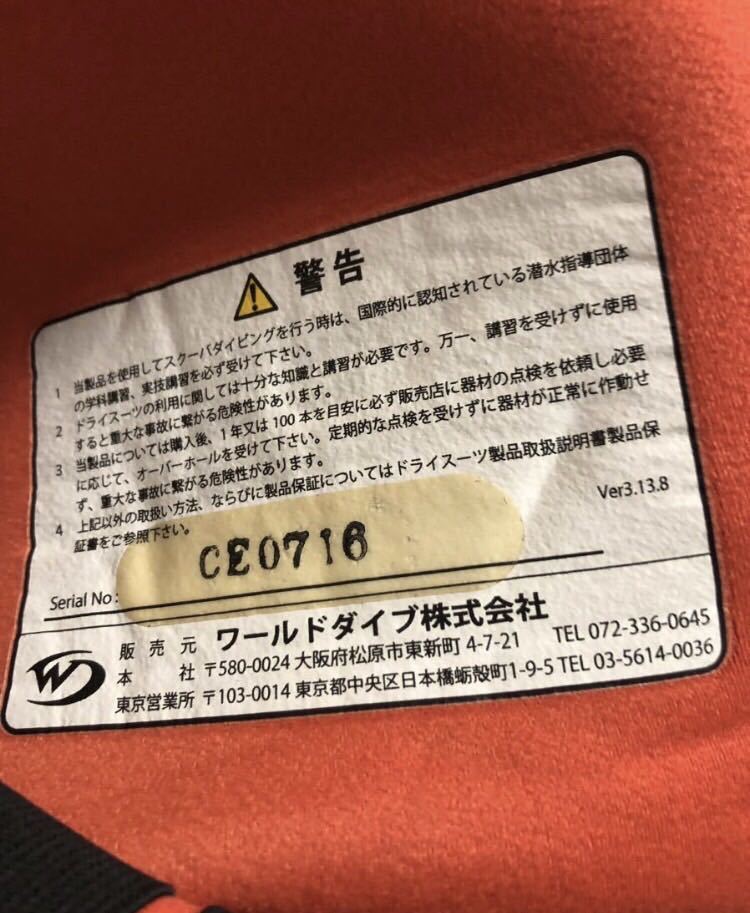 警告
1 当製品を使用してスクーバダイビングを行う時は、国際的に認知されている潜水指導団体
の学科講習、実技講習を必ず受けて下さい。
2 ドライスーツの利用に関しては十分な知識と講習が必要です。万一、講習を受けずに使用
すると重大な事故に繋がる危険性があります。
3 当製品については購入後、1年又は100本を目安に必ず販売店に器材の点検を依頼し必要
に応じて、オーバーホールを受けて下さい。定期的な点検を受けずに器材が正常に作動せ
ず、重大な事故に繋がる危険性があります。
4 上記以外の取扱い方法、ならびに製品保証についてはドライスーツ製品取扱説明書製品保
証書をご参照下さい。
Ver3.13.8
Serial No: CE0716
販売元 ワールドダイブ株式会社
本社 〒580-0024 大阪府松原市東新町 4-7-21 TEL 072-336-0645
東京営業所 〒103-0014 東京都中央区日本橋蛎殻町1-9-5 TEL 03-5614-0036